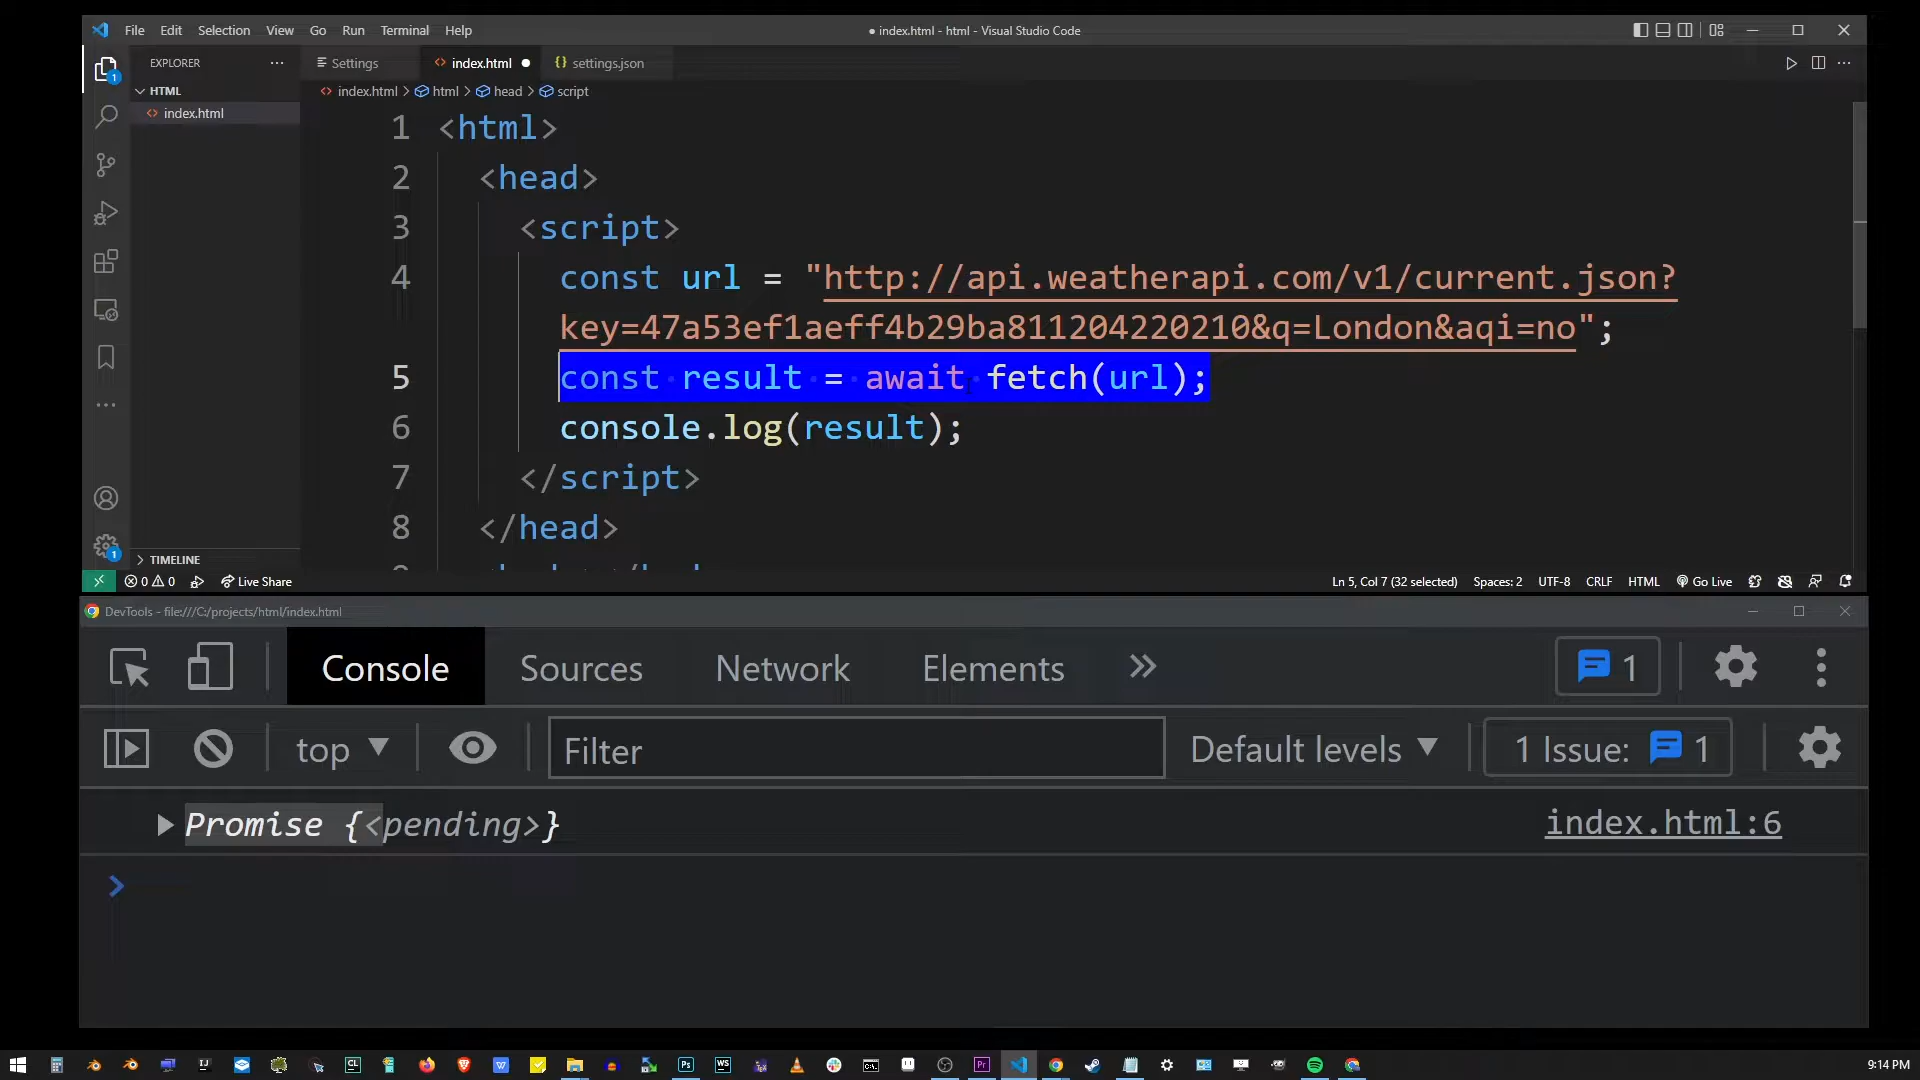 File Edit Selection View Go Run Terminal Help
● index.html - html - Visual Studio Code
EXPLORER
Settings
index.html ●
{} settings.json
HTML
index.html
index.html > html > head > script
1 <html>
2 <head>
3 <script>
4 const url = "http://api.weatherapi.com/v1/current.json?
key=47a53ef1aeff4b29ba811204220210&q=London&aqi=no";
5 const result = await fetch(url);
6 console.log(result);
7 </script>
8 </head>
TIMELINE
0 0 Live Share
Ln 5, Col 7 (32 selected) Spaces: 2 UTF-8 CRLF HTML Go Live
DevTools - file:///C:/projects/html/index.html
Console Sources Network Elements » 1
top Filter Default levels 1 Issue: 1
Promise {<pending>} index.html:6
>
9:14 PM